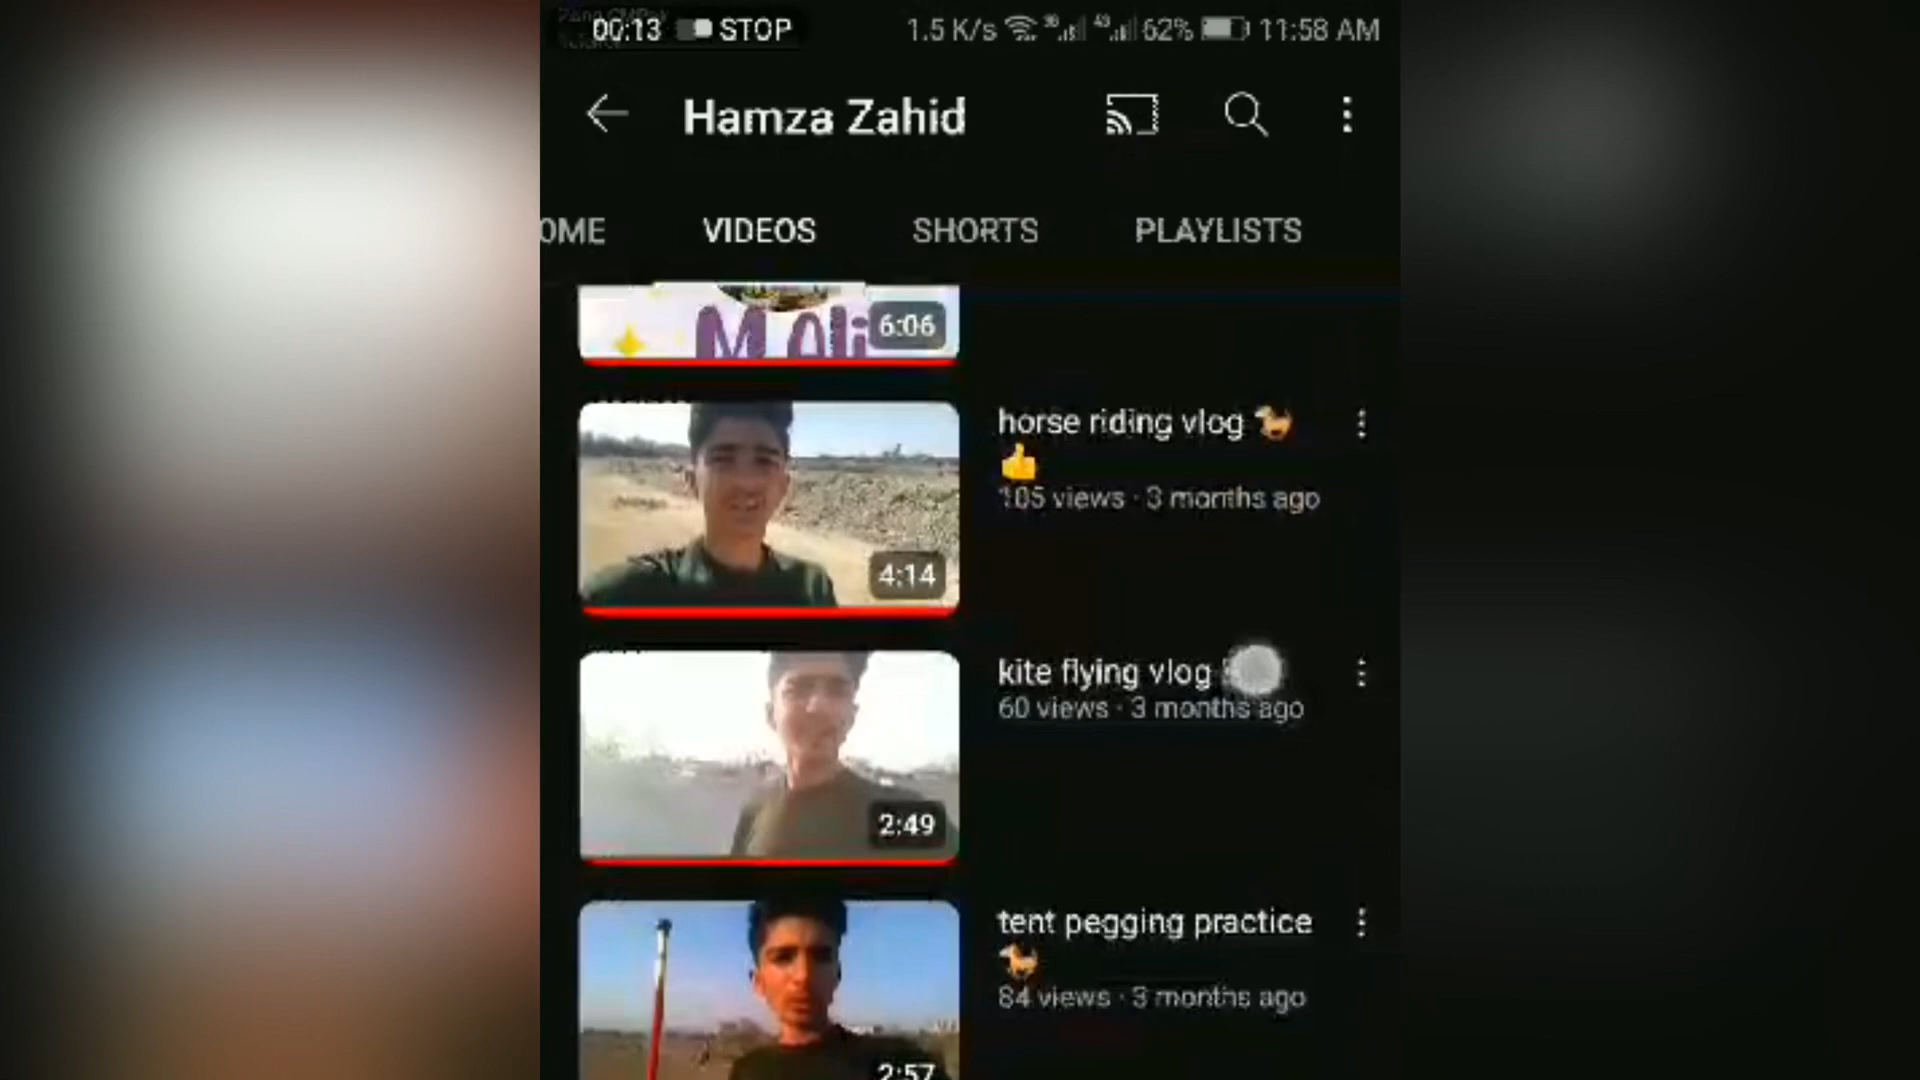 00:13 STOP 1.5 K/s 62% 11:58 AM
Hamza Zahid
OME VIDEOS SHORTS PLAYLISTS
M Ali
6:06
horse riding vlog 🐎
👍
105 views · 3 months ago
4:14
kite flying vlog
60 views · 3 months ago
2:49
tent pegging practice
🐎
84 views · 3 months ago
2:57